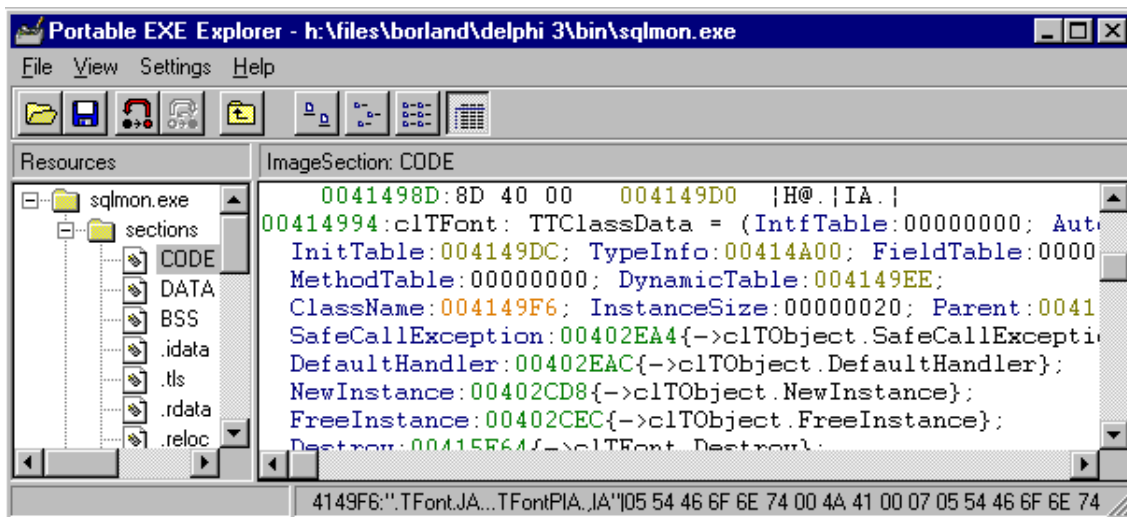 Portable EXE Explorer - h:\files\borland\delphi 3\bin\sqlmon.exe
File View Settings Help
Resources
ImageSection: CODE
sqlmon.exe
sections
CODE
DATA
BSS
.idata
.tls
.rdata
.reloc
0041498D:8D 40 00 004149D0 |H@.|IA.|
00414994:clTFont: TTClassData = (IntfTable:00000000; Aut
InitTable:004149DC; TypeInfo:00414A00; FieldTable:0000
MethodTable:00000000; DynamicTable:004149EE;
ClassName:004149F6; InstanceSize:00000020; Parent:0041
SafeCallException:00402EA4{->clTObject.SafeCallExcepti
DefaultHandler:00402EAC{->clTObject.DefaultHandler};
NewInstance:00402CD8{->clTObject.NewInstance};
FreeInstance:00402CEC{->clTObject.FreeInstance};
Destroy:00415F64{->clTFont.Destroy};
4149F6:".TFont.JA...TFontPIA.,IA"|05 54 46 6F 6E 74 00 4A 41 00 07 05 54 46 6F 6E 74